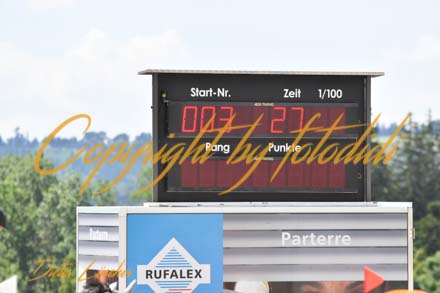 Start-Nr. Zeit 1/100
003 27
Rang Punkte
Copyright by fotodidi
Parterre
RUFALEX